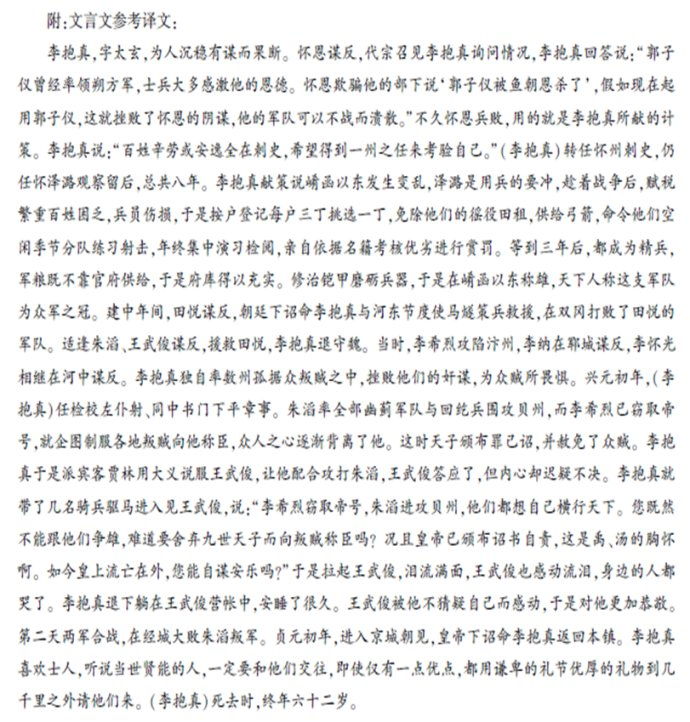 附:文言文参考译文:
李抱真,字太玄,为人沉稳有谋而果断。怀恩谋反,代宗召见李抱真询问情况,李抱真回答说:“郭子
仪曾经率领朔方军,士兵大多感激他的恩德。怀恩欺骗他的部下说‘郭子仪被鱼朝恩杀了’,假如现在起
用郭子仪,这就挫败了怀恩的阴谋,他的军队可以不战而溃散。”不久怀恩兵败,用的就是李抱真所献的计
策。李抱真说:“百姓辛劳或安逸全在刺史,希望得到一州之任来考验自己。”(李抱真)转任怀州刺史,仍
任怀泽潞观察留后,总共八年。李抱真献策说崤函以东发生变乱,泽潞是用兵的要冲,趁着战争后,赋税
繁重百姓困乏,兵员伤损,于是按户登记每户三丁挑选一丁,免除他们的徭役田租,供给弓箭,命令他们空
闲季节分队练习射击,年终集中演习检阅,亲自依据名籍考核优劣进行赏罚。等到三年后,都成为精兵,
军粮既不靠官府供给,于是府库得以充实。修治铠甲磨砺兵器,于是在崤函以东称雄,天下人称这支军队
为众军之冠。建中年间,田悦谋反,朝廷下诏命李抱真与河东节度使马燧策兵救援,在双冈打败了田悦的
军队。适逢朱滔、王武俊谋反,援救田悦,李抱真退守魏。当时,李希烈攻陷汴州,李纳在郓城谋反,李怀光
相继在河中谋反。李抱真独自率数州孤据众叛贼之中,挫败他们的奸谋,为众贼所畏惧。兴元初年,(李
抱真)任检校左仆射、同中书门下平章事。朱滔率全部幽蓟军队与回纥兵围攻贝州,而李希烈已窃取帝
号,就企图制服各地叛贼向他称臣,众人之心逐渐背离了他。这时天子颁布罪己诏,并赦免了众贼。李抱
真于是派宾客贾林用大义说服王武俊,让他配合攻打朱滔,王武俊答应了,但内心却迟疑不决。李抱真就
带了几名骑兵驱马进入见王武俊,说:“李希烈窃取帝号,朱滔进攻贝州,他们都想自己横行天下。您既然
不能跟他们争雄,难道要舍弃九世天子而向叛贼称臣吗?况且皇帝已颁布诏书自责,这是禹、汤的胸怀
啊。如今皇上流亡在外,您能自谋安乐吗?”于是拉起王武俊,泪流满面,王武俊也感动流泪,身边的人都
哭了。李抱真退下躺在王武俊营帐中,安睡了很久。王武俊被他不猜疑自己而感动,于是对他更加恭敬。
第二天两军合战,在经城大败朱滔叛军。贞元初年,进入京城朝见,皇帝下诏命李抱真返回本镇。李抱真
喜欢士人,听说当世贤能的人,一定要和他们交往,即使仅有一点优点,都用谦卑的礼节优厚的礼物到几
千里之外请他们来。(李抱真)死去时,终年六十二岁。